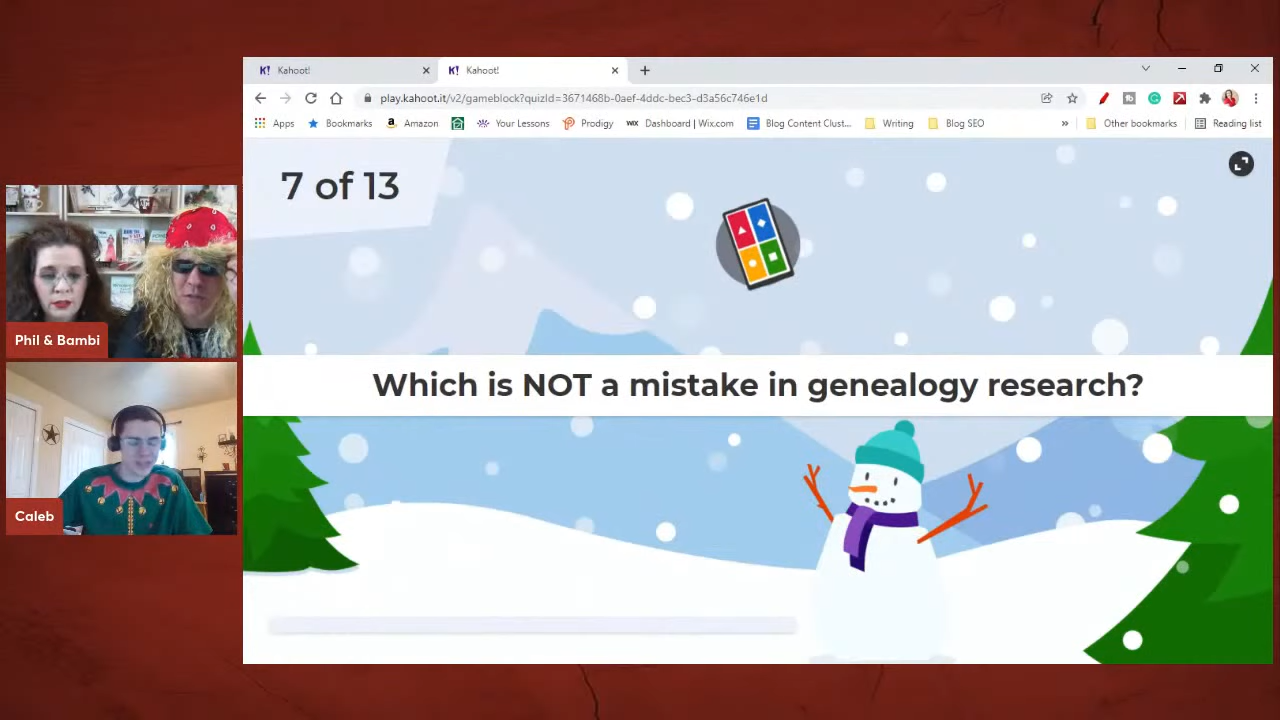 K! Kahoot!
K! Kahoot!
play.kahoot.it/v2/gameblock?quizId=3671468b-0aef-4ddc-bec3-d3a56c746e1d
Apps Bookmarks Amazon Your Lessons Prodigy WIX Dashboard | Wix.com Blog Content Clust... Writing Blog SEO » Other bookmarks Reading list
7 of 13
Which is NOT a mistake in genealogy research?
Phil & Bambi
Caleb